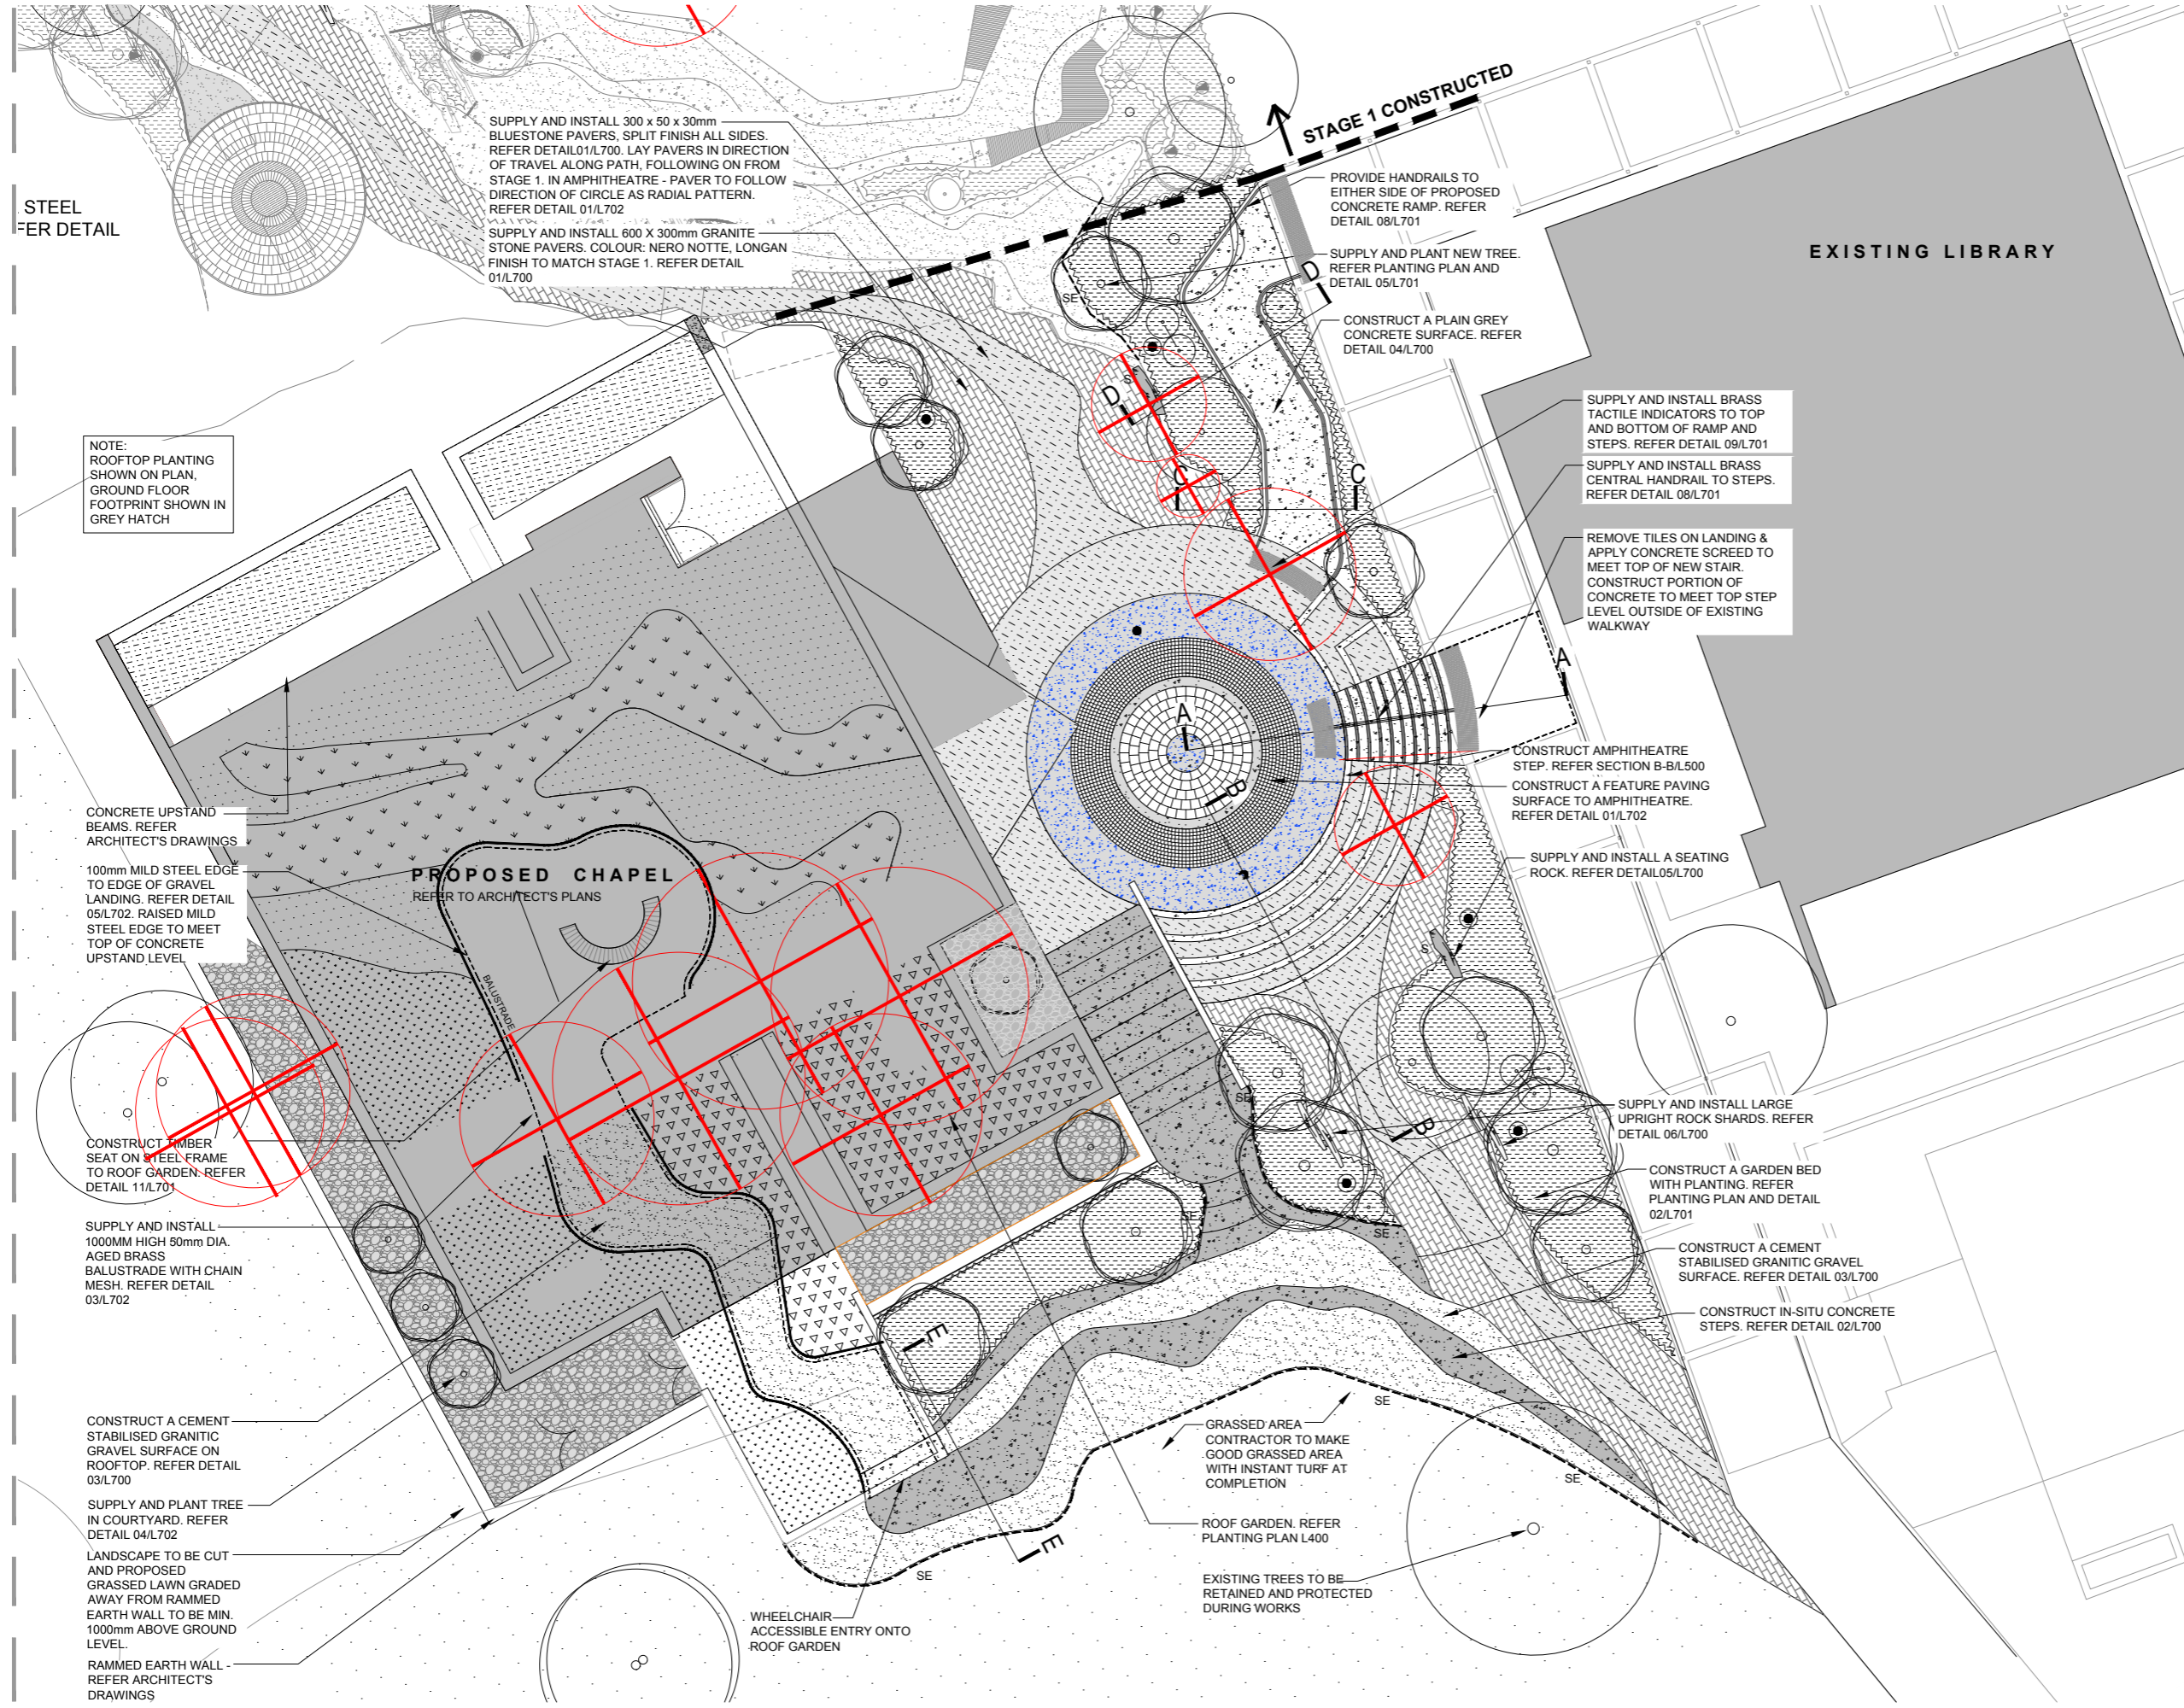 STEEL
FER DETAIL
SUPPLY AND INSTALL 300 x 50 x 30mm
BLUESTONE PAVERS, SPLIT FINISH ALL SIDES.
REFER DETAIL01/L700. LAY PAVERS IN DIRECTION
OF TRAVEL ALONG PATH, FOLLOWING ON FROM
STAGE 1. IN AMPHITHEATRE - PAVER TO FOLLOW
DIRECTION OF CIRCLE AS RADIAL PATTERN.
REFER DETAIL 01/L702
SUPPLY AND INSTALL 600 X 300mm GRANITE
STONE PAVERS. COLOUR: NERO NOTTE, LONGAN
FINISH TO MATCH STAGE 1. REFER DETAIL
01/L700
STAGE 1 CONSTRUCTED
PROVIDE HANDRAILS TO
EITHER SIDE OF PROPOSED
CONCRETE RAMP. REFER
DETAIL 08/L701
SUPPLY AND PLANT NEW TREE.
REFER PLANTING PLAN AND
DETAIL 05/L701
CONSTRUCT A PLAIN GREY
CONCRETE SURFACE. REFER
DETAIL 04/L700
EXISTING LIBRARY
SUPPLY AND INSTALL BRASS
TACTILE INDICATORS TO TOP
AND BOTTOM OF RAMP AND
STEPS. REFER DETAIL 09/L701
SUPPLY AND INSTALL BRASS
CENTRAL HANDRAIL TO STEPS.
REFER DETAIL 08/L701
REMOVE TILES ON LANDING &
APPLY CONCRETE SCREED TO
MEET TOP OF NEW STAIR.
CONSTRUCT PORTION OF
CONCRETE TO MEET TOP STEP
LEVEL OUTSIDE OF EXISTING
WALKWAY
NOTE:
ROOFTOP PLANTING
SHOWN ON PLAN,
GROUND FLOOR
FOOTPRINT SHOWN IN
GREY HATCH
SE
D
D
S
C
C
A
A
B
B
CONSTRUCT AMPHITHEATRE
STEP. REFER SECTION B-B/L500
CONSTRUCT A FEATURE PAVING
SURFACE TO AMPHITHEATRE.
REFER DETAIL 01/L702
SUPPLY AND INSTALL A SEATING
ROCK. REFER DETAIL05/L700
S
CONCRETE UPSTAND
BEAMS. REFER
ARCHITECT'S DRAWINGS
100mm MILD STEEL EDGE
TO EDGE OF GRAVEL
LANDING. REFER DETAIL
05/L702. RAISED MILD
STEEL EDGE TO MEET
TOP OF CONCRETE
UPSTAND LEVEL
PROPOSED CHAPEL
REFER TO ARCHITECT'S PLANS
BALUSTRADE
CONSTRUCT TIMBER
SEAT ON STEEL FRAME
TO ROOF GARDEN. REFER
DETAIL 11/L701
SUPPLY AND INSTALL
1000MM HIGH 50mm DIA.
AGED BRASS
BALUSTRADE WITH CHAIN
MESH. REFER DETAIL
03/L702
SE
SE
SE
SUPPLY AND INSTALL LARGE
UPRIGHT ROCK SHARDS. REFER
DETAIL 06/L700
CONSTRUCT A GARDEN BED
WITH PLANTING. REFER
PLANTING PLAN AND DETAIL
02/L701
CONSTRUCT A CEMENT
STABILISED GRANITIC GRAVEL
SURFACE. REFER DETAIL 03/L700
CONSTRUCT IN-SITU CONCRETE
STEPS. REFER DETAIL 02/L700
CONSTRUCT A CEMENT
STABILISED GRANITIC
GRAVEL SURFACE ON
ROOFTOP. REFER DETAIL
03/L700
SUPPLY AND PLANT TREE
IN COURTYARD. REFER
DETAIL 04/L702
LANDSCAPE TO BE CUT
AND PROPOSED
GRASSED LAWN GRADED
AWAY FROM RAMMED
EARTH WALL TO BE MIN.
1000mm ABOVE GROUND
LEVEL.
RAMMED EARTH WALL -
REFER ARCHITECT'S
DRAWINGS
E
E
SE
SE
SE
GRASSED AREA
CONTRACTOR TO MAKE
GOOD GRASSED AREA
WITH INSTANT TURF AT
COMPLETION
ROOF GARDEN. REFER
PLANTING PLAN L400
EXISTING TREES TO BE
RETAINED AND PROTECTED
DURING WORKS
WHEELCHAIR
ACCESSIBLE ENTRY ONTO
ROOF GARDEN